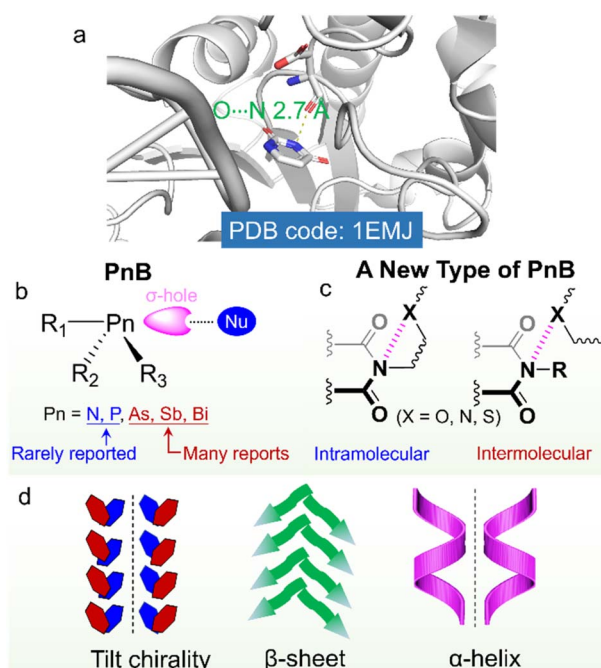 a
O···N 2.7 Å
PDB code: 1EMJ
PnB
b
σ-hole
R₁
Pn
Nu
R₂
R₃
Pn = N, P, As, Sb, Bi
Rarely reported
Many reports
A New Type of PnB
c
X
X
O
O
N
N-R
O
O
(X = O, N, S)
Intramolecular
Intermolecular
d
Tilt chirality
β-sheet
α-helix